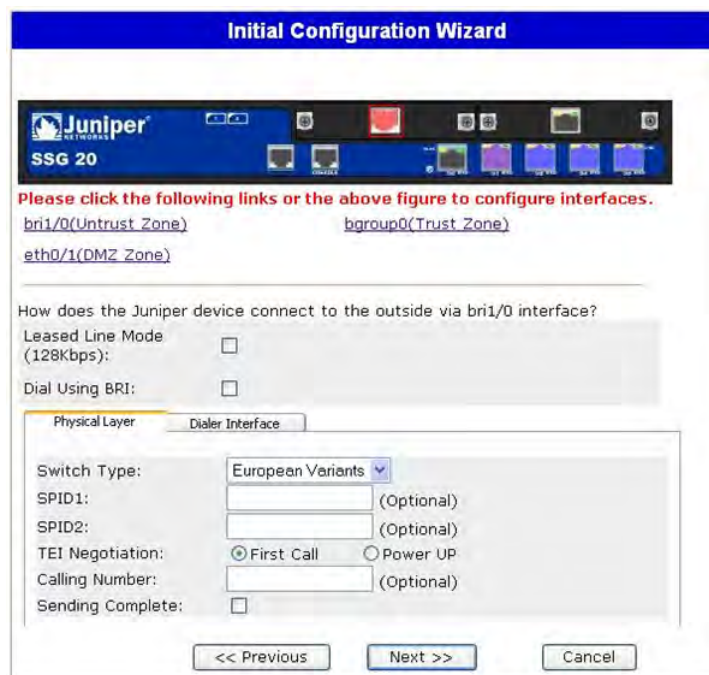 Initial Configuration Wizard
Juniper
NETWORKS
SSG 20
CONSOLE
Please click the following links or the above figure to configure interfaces.
bri1/0(Untrust Zone) bgroup0(Trust Zone)
eth0/1(DMZ Zone)
How does the Juniper device connect to the outside via bri1/0 interface?
Leased Line Mode
(128Kbps):
Dial Using BRI:
Physical Layer Dialer Interface
Switch Type: European Variants
SPID1: (Optional)
SPID2: (Optional)
TEI Negotiation: First Call Power UP
Calling Number: (Optional)
Sending Complete:
<< Previous Next >> Cancel